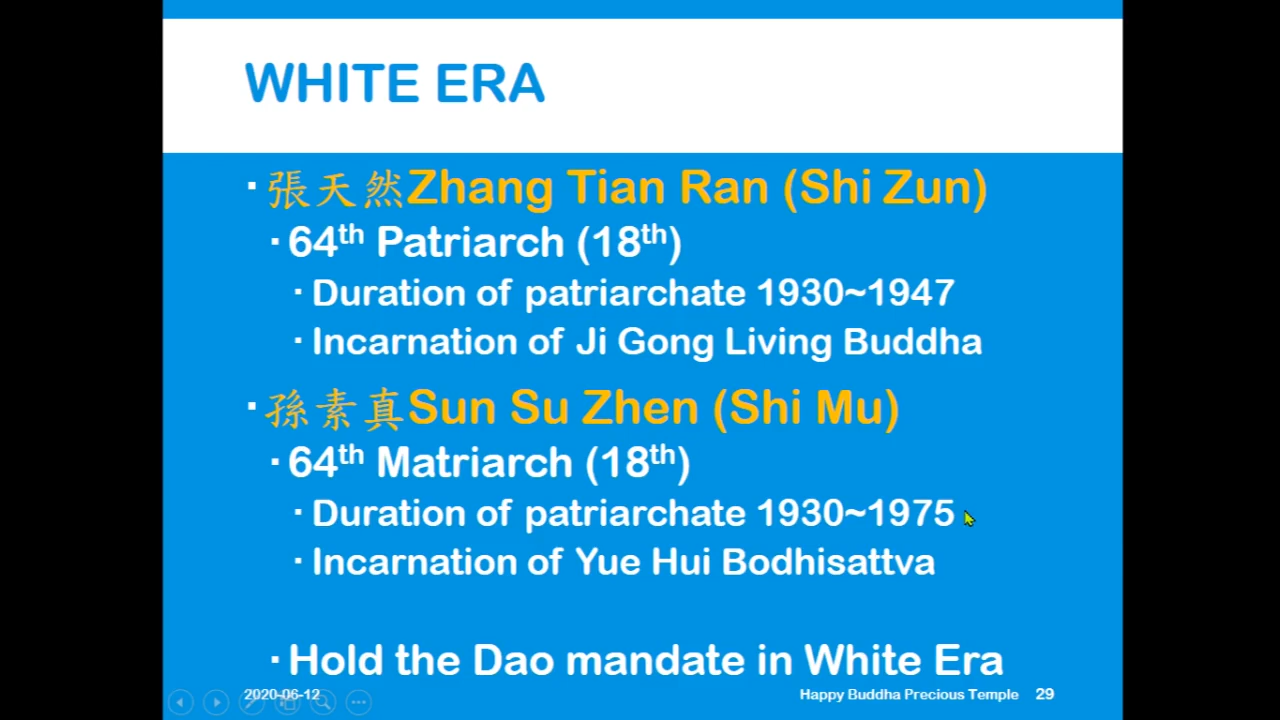 WHITE ERA
▪ 張天然Zhang Tian Ran (Shi Zun)
▪ 64th Patriarch (18th)
▪ Duration of patriarchate 1930~1947
▪ Incarnation of Ji Gong Living Buddha
▪ 孫素真Sun Su Zhen (Shi Mu)
▪ 64th Matriarch (18th)
▪ Duration of patriarchate 1930~1975
▪ Incarnation of Yue Hui Bodhisattva
▪ Hold the Dao mandate in White Era
2020-06-12 Happy Buddha Precious Temple 29